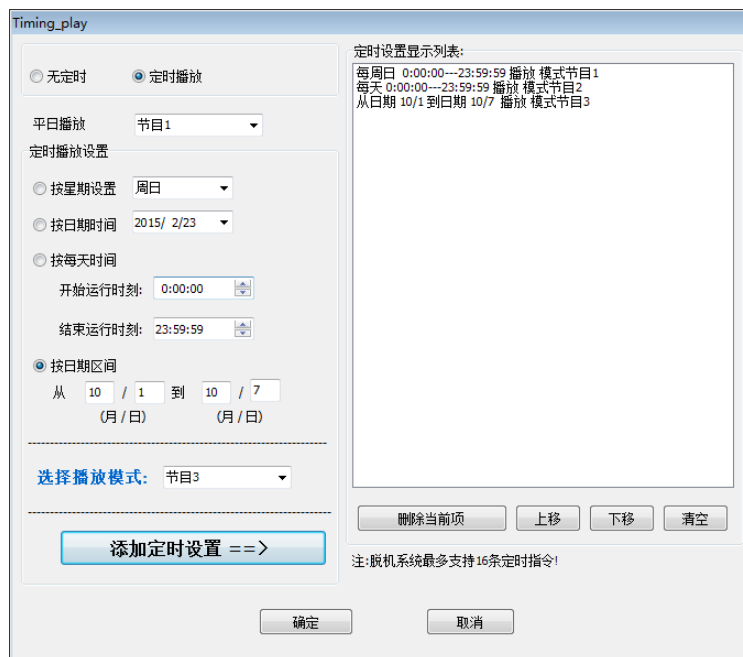 Timing_play
无定时
定时播放
平日播放
节目1
定时播放设置
按星期设置
周日
按日期时间
2015/ 2/23
按每天时间
开始运行时刻:
0:00:00
结束运行时刻:
23:59:59
按日期区间
从 10 / 1 到 10 / 7
(月/日) (月/日)
选择播放模式:
节目3
添加定时设置 ==>
定时设置显示列表:
每周日 0:00:00---23:59:59 播放 模式节目1
每天 0:00:00---23:59:59 播放 模式节目2
从日期 10/1 到日期 10/7 播放 模式节目3
删除当前项
上移
下移
清空
注:脱机系统最多支持16条定时指令!
确定
取消